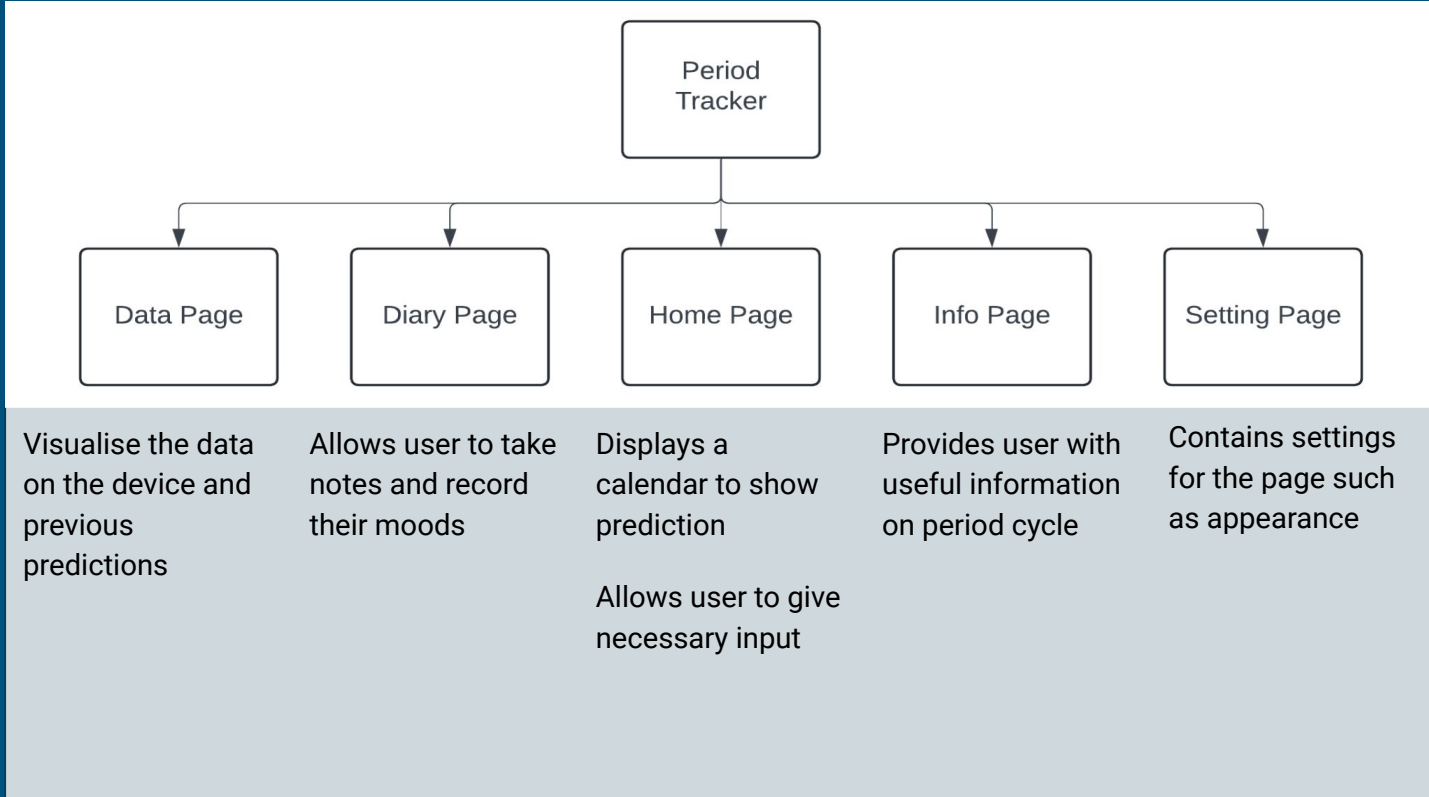 Period
Tracker
Data Page
Diary Page
Home Page
Info Page
Setting Page
Visualise the data
on the device and
previous
predictions
Allows user to take
notes and record
their moods
Displays a
calendar to show
prediction
Allows user to give
necessary input
Provides user with
useful information
on period cycle
Contains settings
for the page such
as appearance